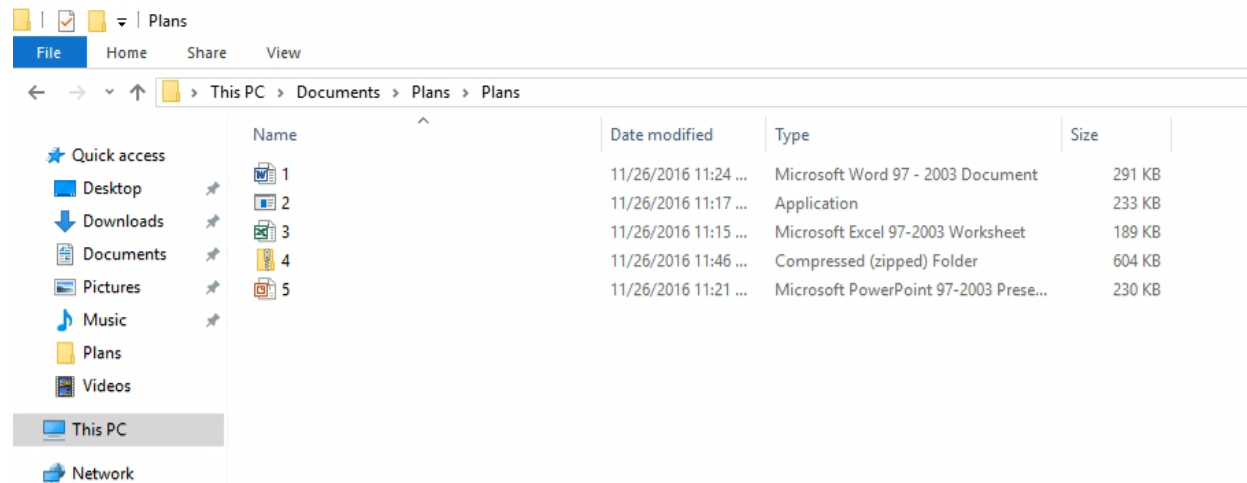 Plans
File Home Share View
This PC > Documents > Plans > Plans
Name Date modified Type Size
Quick access
Desktop
Downloads
Documents
Pictures
Music
Plans
Videos
This PC
Network
1 11/26/2016 11:24 ... Microsoft Word 97 - 2003 Document 291 KB
2 11/26/2016 11:17 ... Application 233 KB
3 11/26/2016 11:15 ... Microsoft Excel 97-2003 Worksheet 189 KB
4 11/26/2016 11:46 ... Compressed (zipped) Folder 604 KB
5 11/26/2016 11:21 ... Microsoft PowerPoint 97-2003 Prese... 230 KB